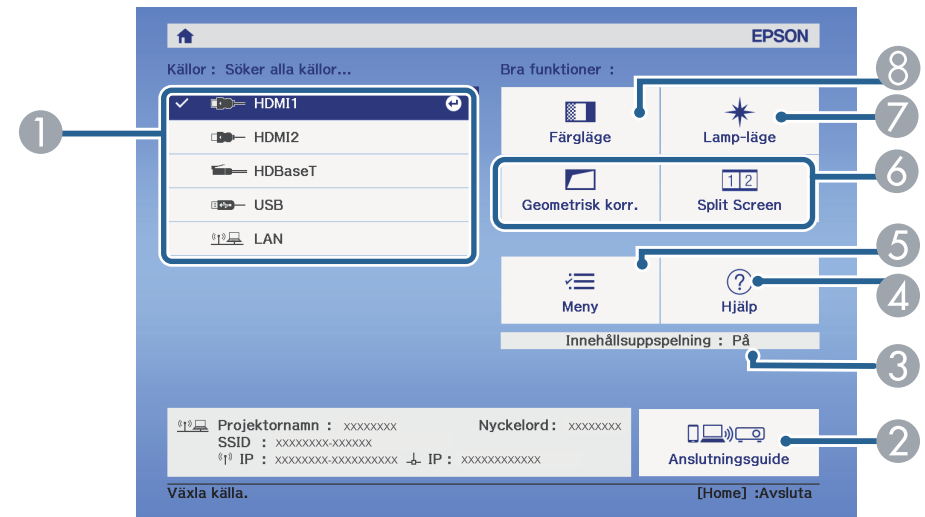 EPSON
Källor : Söker alla källor...
HDMI1
HDMI2
HDBaseT
USB
LAN
Bra funktioner :
Färgläge
Lamp-läge
Geometrisk korr.
1 2
Split Screen
Meny
?
Hjälp
Innehållsuppspelning : På
Projektornamn : xxxxxxxx
Nyckelord : xxxxxxxx
SSID : xxxxxxxx-xxxxxx
IP : xxxxxxxx-xxxxxxxxxx IP : xxxxxxxxxxxx
Anslutningsguide
Växla källa.
[Home] :Avsluta
1
8
7
6
5
4
3
2